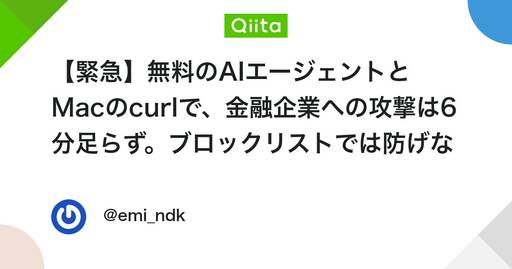 Qiita
【緊急】無料のAIエージェントと
Macのcurlで、金融企業への攻撃は6
分足らず。ブロックリストでは防げな
@emi_ndk